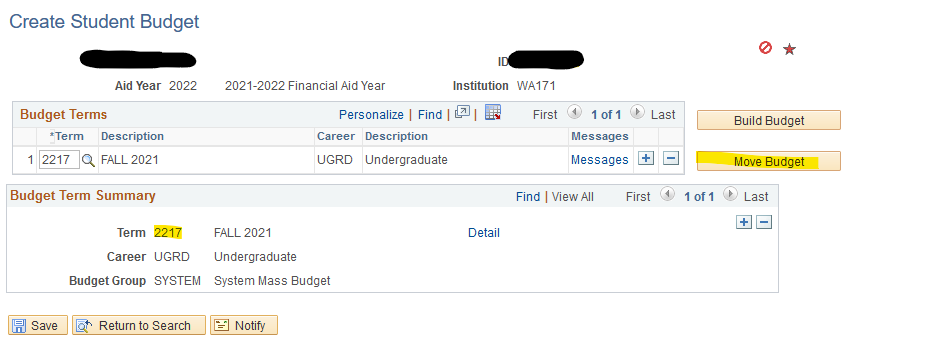 Create Student Budget
ID
Aid Year 2022 2021-2022 Financial Aid Year Institution WA171
Budget Terms Personalize | Find | First 1 of 1 Last
*Term Description Career Description Messages
1 2217 FALL 2021 UGRD Undergraduate Messages
Build Budget
Move Budget
Budget Term Summary Find | View All First 1 of 1 Last
Term 2217 FALL 2021 Detail
Career UGRD Undergraduate
Budget Group SYSTEM System Mass Budget
Save Return to Search Notify